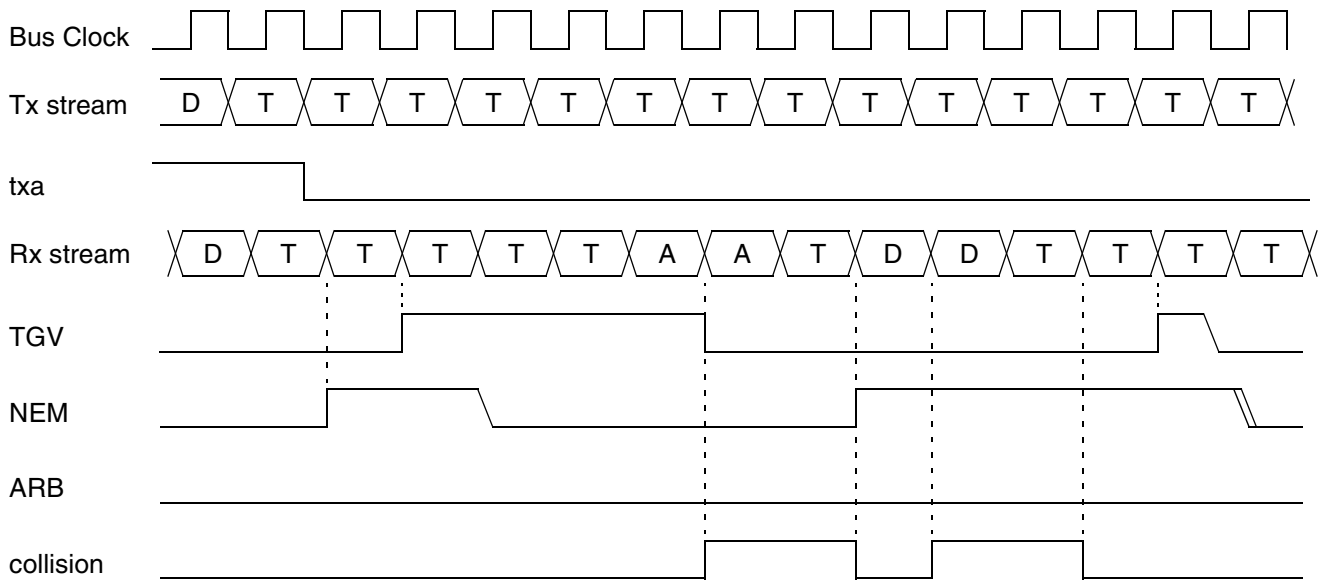 Bus Clock
Tx stream D T T T T T T T T T T T T T T
txa
Rx stream D T T T T T A A T D D T T T T
TGV
NEM
ARB
collision